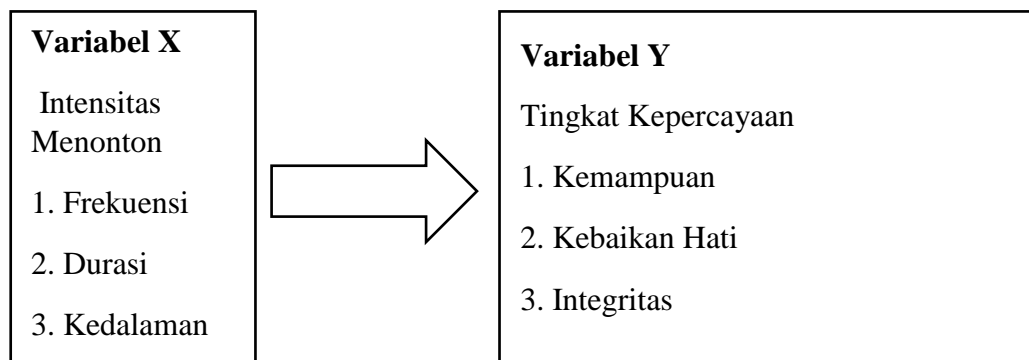 Variabel X
Intensitas
Menonton
1. Frekuensi
2. Durasi
3. Kedalaman
Variabel Y
Tingkat Kepercayaan
1. Kemampuan
2. Kebaikan Hati
3. Integritas